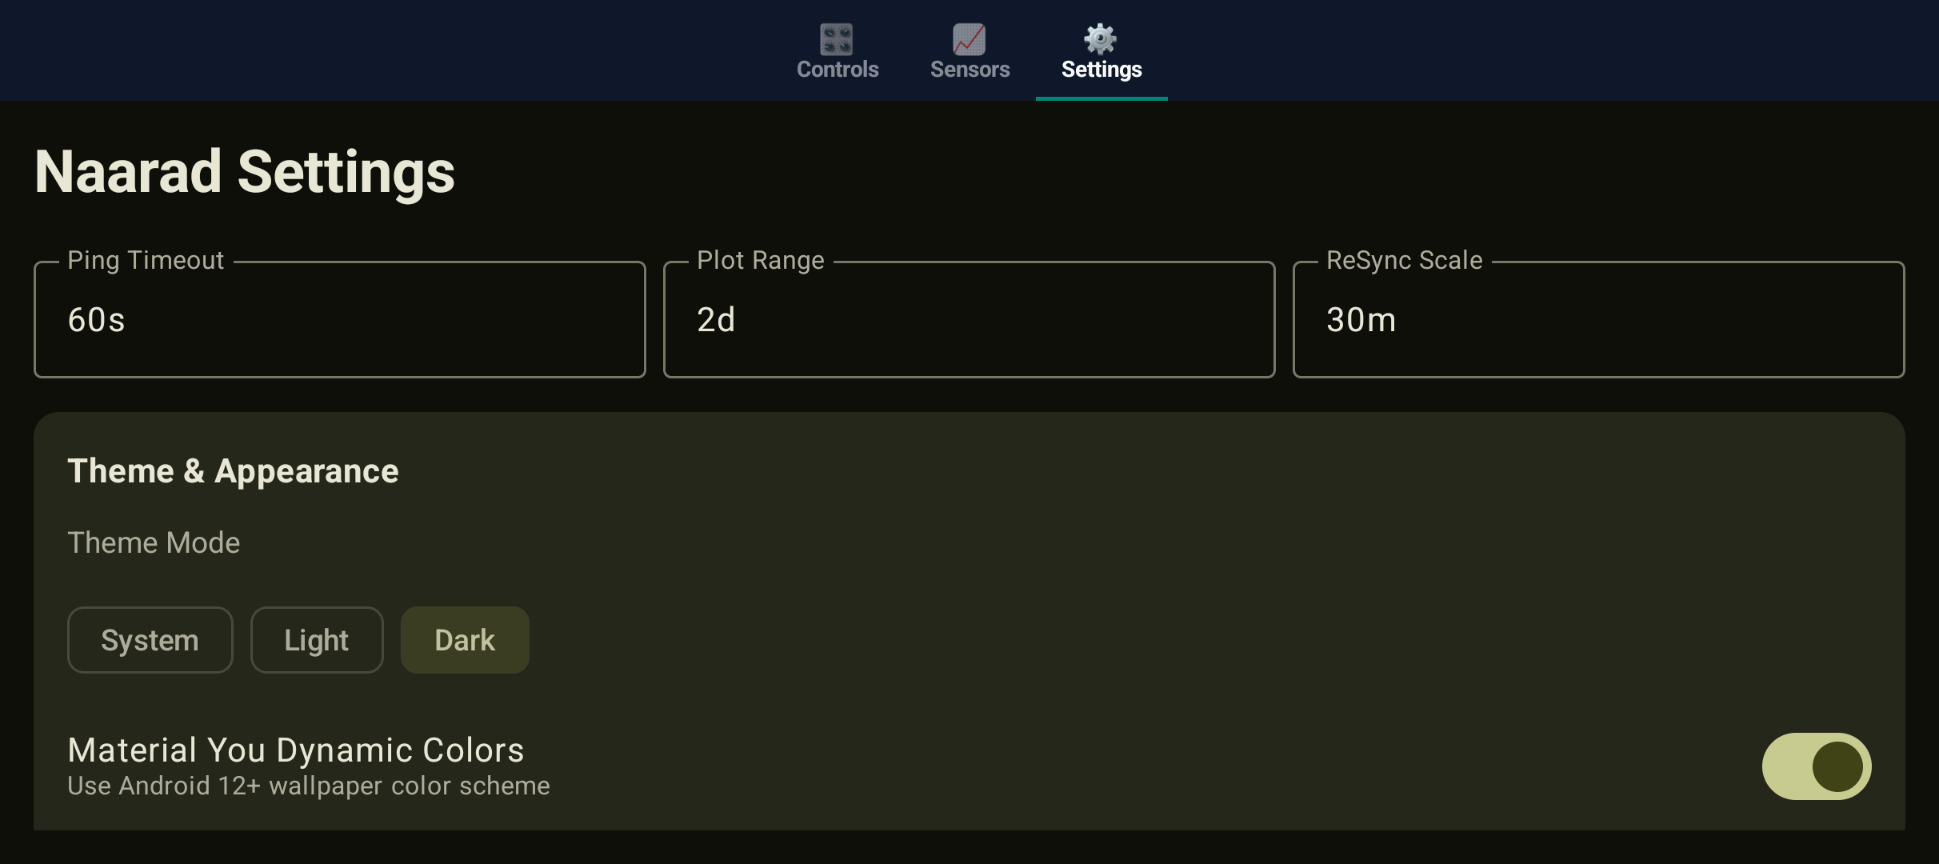 Controls
Sensors
Settings
Naarad Settings
Ping Timeout
60s
Plot Range
2d
ReSync Scale
30m
Theme & Appearance
Theme Mode
System
Light
Dark
Material You Dynamic Colors
Use Android 12+ wallpaper color scheme